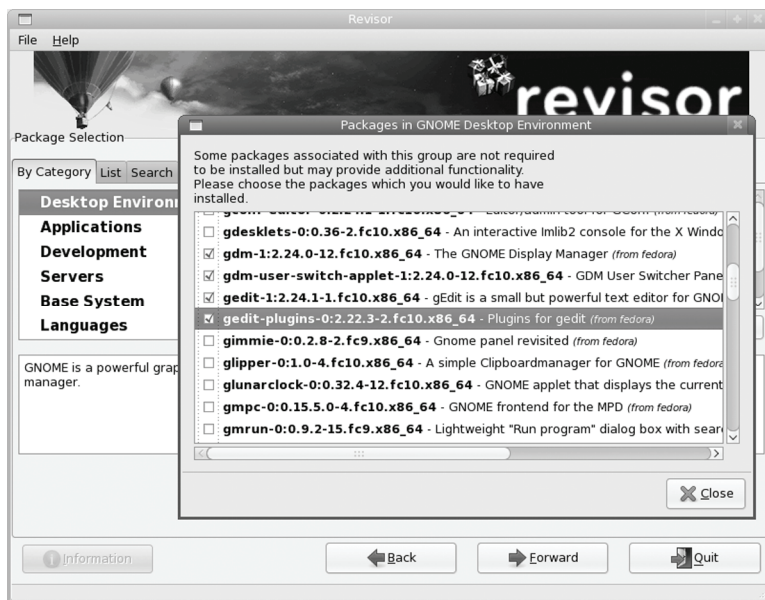 Revisor
File Help
revisor
Package Selection
By Category List Search
Desktop Environ
Applications
Development
Servers
Base System
Languages
GNOME is a powerful grap
manager.
Packages in GNOME Desktop Environment
Some packages associated with this group are not required
to be installed but may provide additional functionality.
Please choose the packages which you would like to have
installed.
gdesklets-0:0.36-2.fc10.x86_64 - An interactive Imlib2 console for the X Windo
gdm-1:2.24.0-12.fc10.x86_64 - The GNOME Display Manager (from fedora)
gdm-user-switch-applet-1:2.24.0-12.fc10.x86_64 - GDM User Switcher Pane
gedit-1:2.24.1-1.fc10.x86_64 - gEdit is a small but powerful text editor for GNO
gedit-plugins-0:2.22.3-2.fc10.x86_64 - Plugins for gedit (from fedora)
gimmie-0:0.2.8-2.fc9.x86_64 - Gnome panel revisited (from fedora)
glipper-0:1.0-4.fc10.x86_64 - A simple Clipboardmanager for GNOME (from fedora
glunarclock-0:0.32.4-12.fc10.x86_64 - GNOME applet that displays the current
gmpc-0:0.15.5.0-4.fc10.x86_64 - GNOME frontend for the MPD (from fedora)
gmrun-0:0.9.2-15.fc9.x86_64 - Lightweight "Run program" dialog box with sear
Close
Information Back Forward Quit